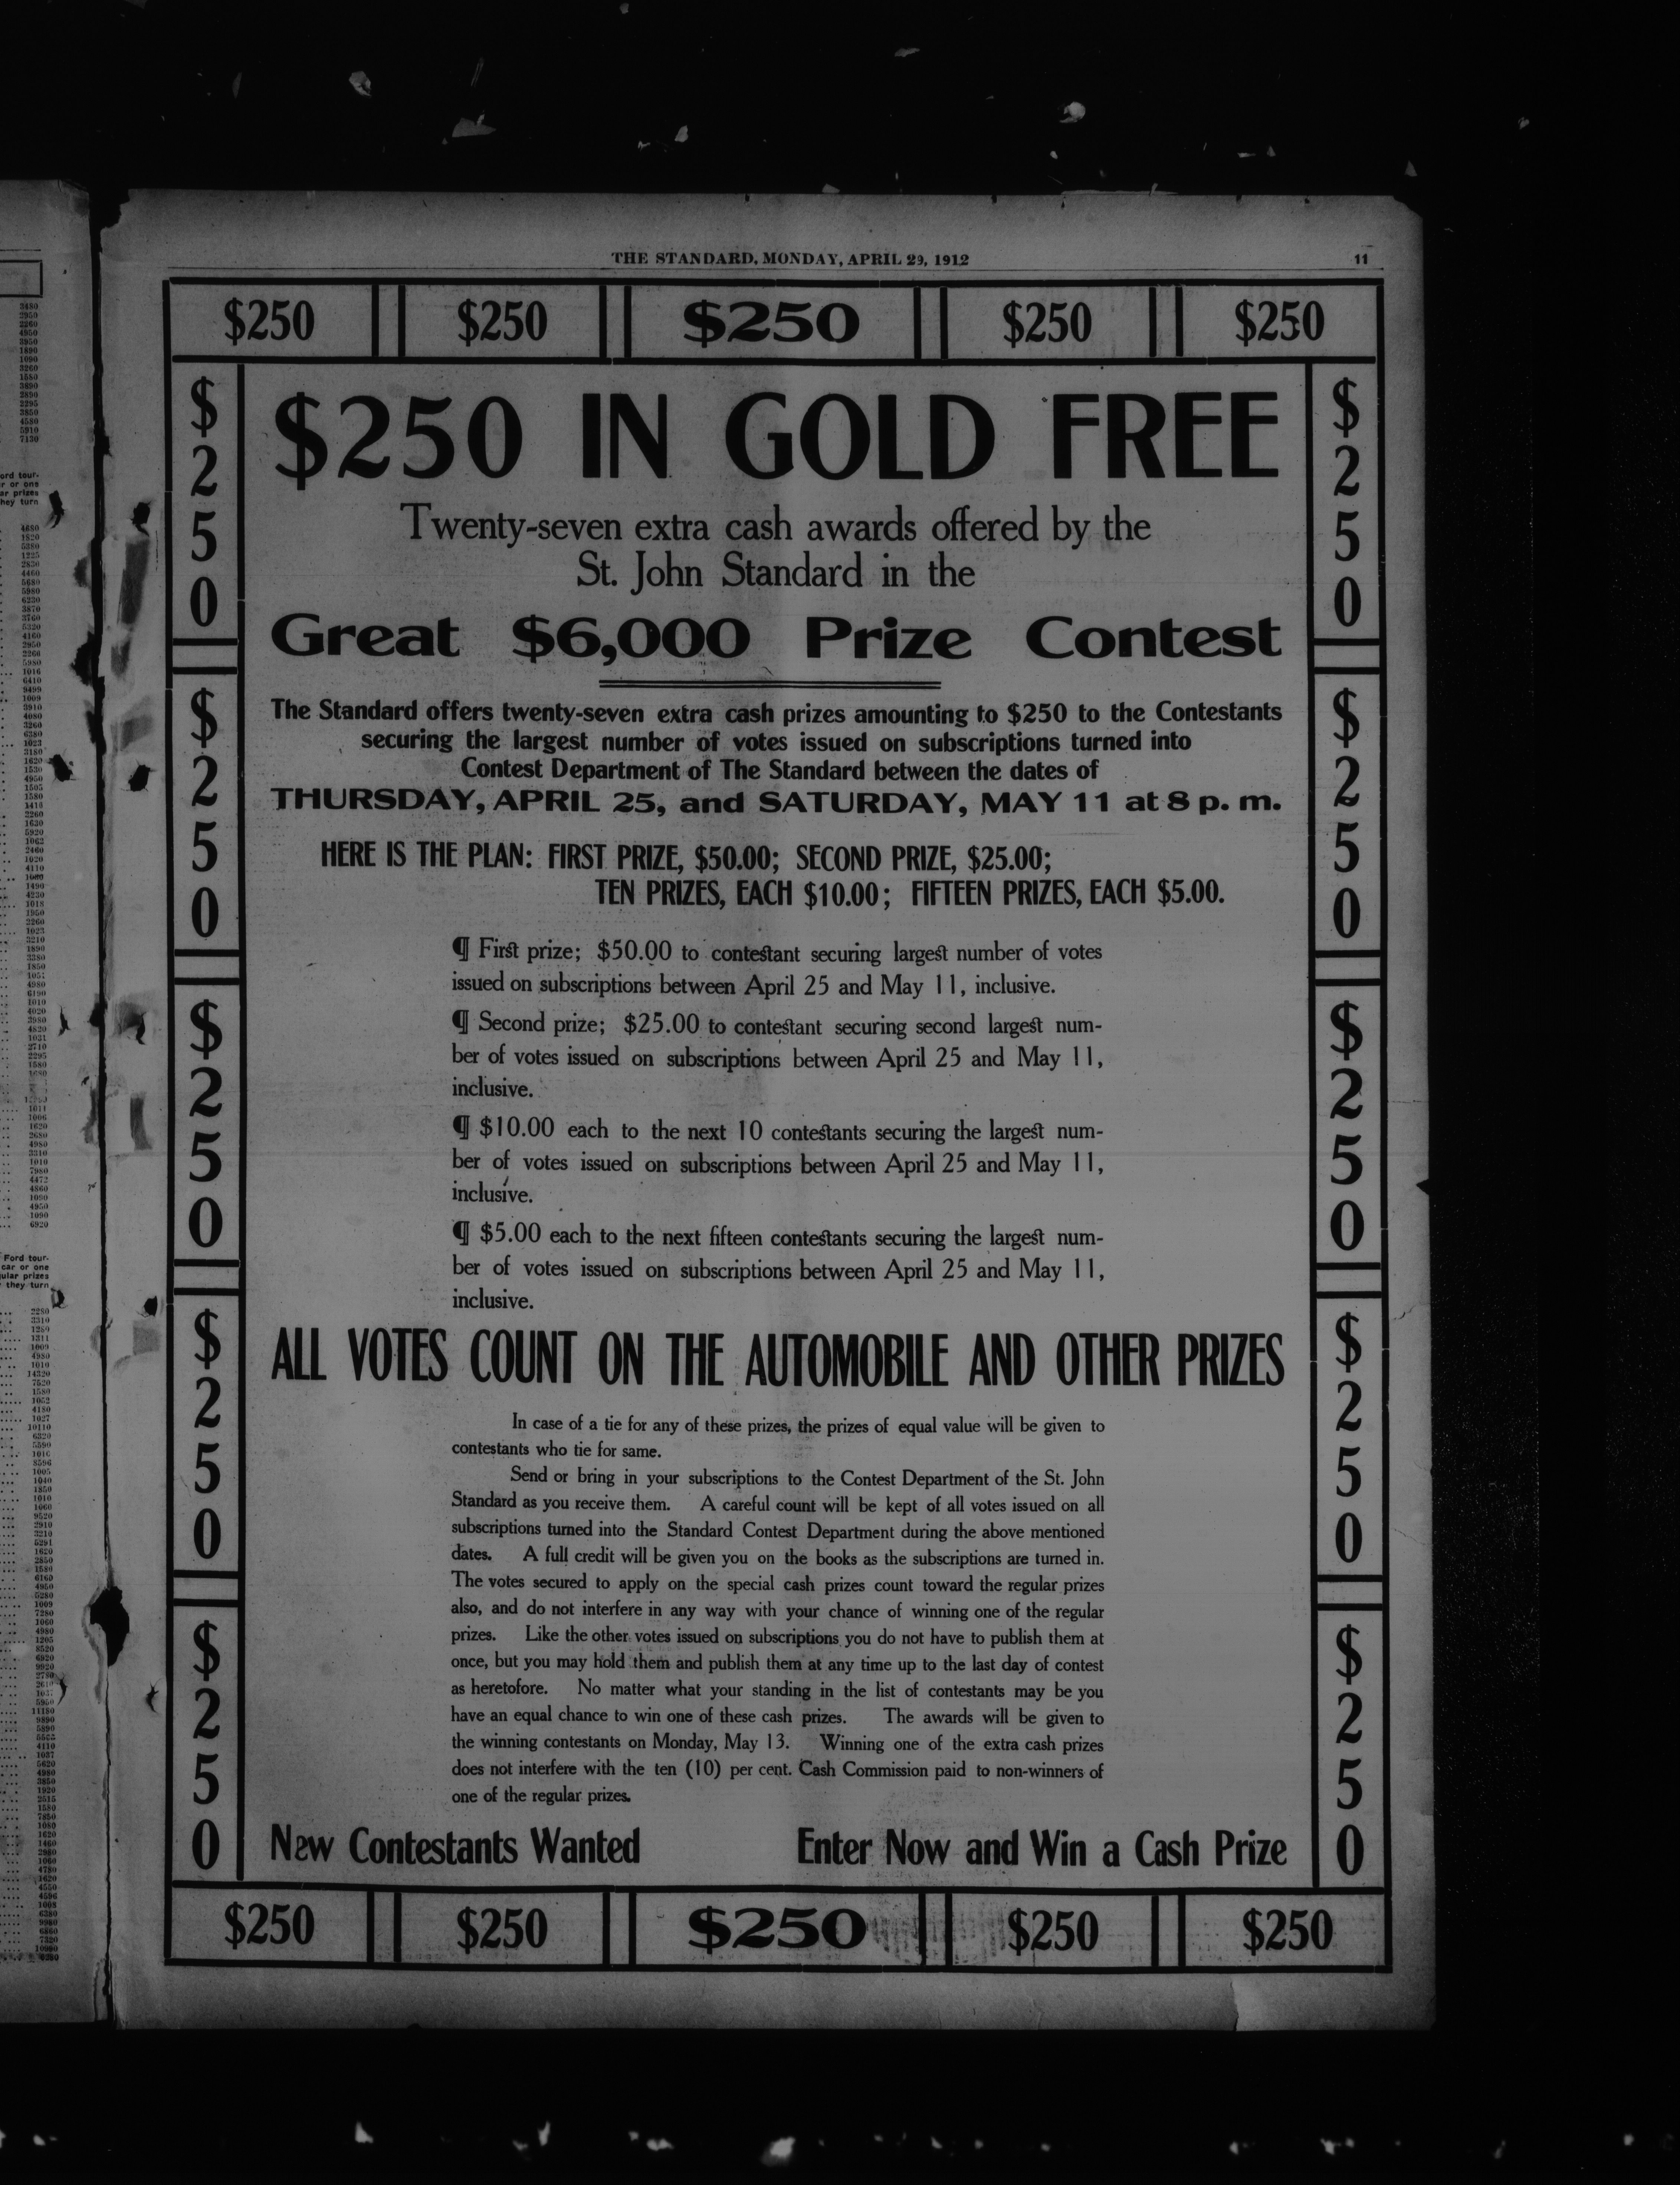 THE STANDARD, MONDAY, APRIL 29, 1912
11
$250 $250 $250 $250 $250
$250
$250
$250
$250
$250
$250 IN GOLD FREE
Twenty-seven extra cash awards offered by the
St. John Standard in the
Great $6,000 Prize Contest
The Standard offers twenty-seven extra cash prizes amounting to $250 to the Contestants
securing the largest number of votes issued on subscriptions turned into
Contest Department of The Standard between the dates of
THURSDAY, APRIL 25, and SATURDAY, MAY 11 at 8 p. m.
HERE IS THE PLAN: FIRST PRIZE, $50.00; SECOND PRIZE, $25.00;
TEN PRIZES, EACH $10.00; FIFTEEN PRIZES, EACH $5.00.
¶ First prize; $50.00 to contestant securing largest number of votes
issued on subscriptions between April 25 and May 11, inclusive.
¶ Second prize; $25.00 to contestant securing second largest num-
ber of votes issued on subscriptions between April 25 and May 11,
inclusive.
¶ $10.00 each to the next 10 contestants securing the largest num-
ber of votes issued on subscriptions between April 25 and May 11,
inclusive.
¶ $5.00 each to the next fifteen contestants securing the largest num-
ber of votes issued on subscriptions between April 25 and May 11,
inclusive.
ALL VOTES COUNT ON THE AUTOMOBILE AND OTHER PRIZES
In case of a tie for any of these prizes, the prizes of equal value will be given to
contestants who tie for same.
Send or bring in your subscriptions to the Contest Department of the St. John
Standard as you receive them. A careful count will be kept of all votes issued on all
subscriptions turned into the Standard Contest Department during the above mentioned
dates. A full credit will be given you on the books as the subscriptions are turned in.
The votes secured to apply on the special cash prizes count toward the regular prizes
also, and do not interfere in any way with your chance of winning one of the regular
prizes. Like the other votes issued on subscriptions you do not have to publish them at
once, but you may hold them and publish them at any time up to the last day of contest
as heretofore. No matter what your standing in the list of contestants may be you
have an equal chance to win one of these cash prizes. The awards will be given to
the winning contestants on Monday, May 13. Winning one of the extra cash prizes
does not interfere with the ten (10) per cent. Cash Commission paid to non-winners of
one of the regular prizes.
New Contestants Wanted
Enter Now and Win a Cash Prize
$250
$250
$250
$250
$250
$250 $250 $250 $250 $250